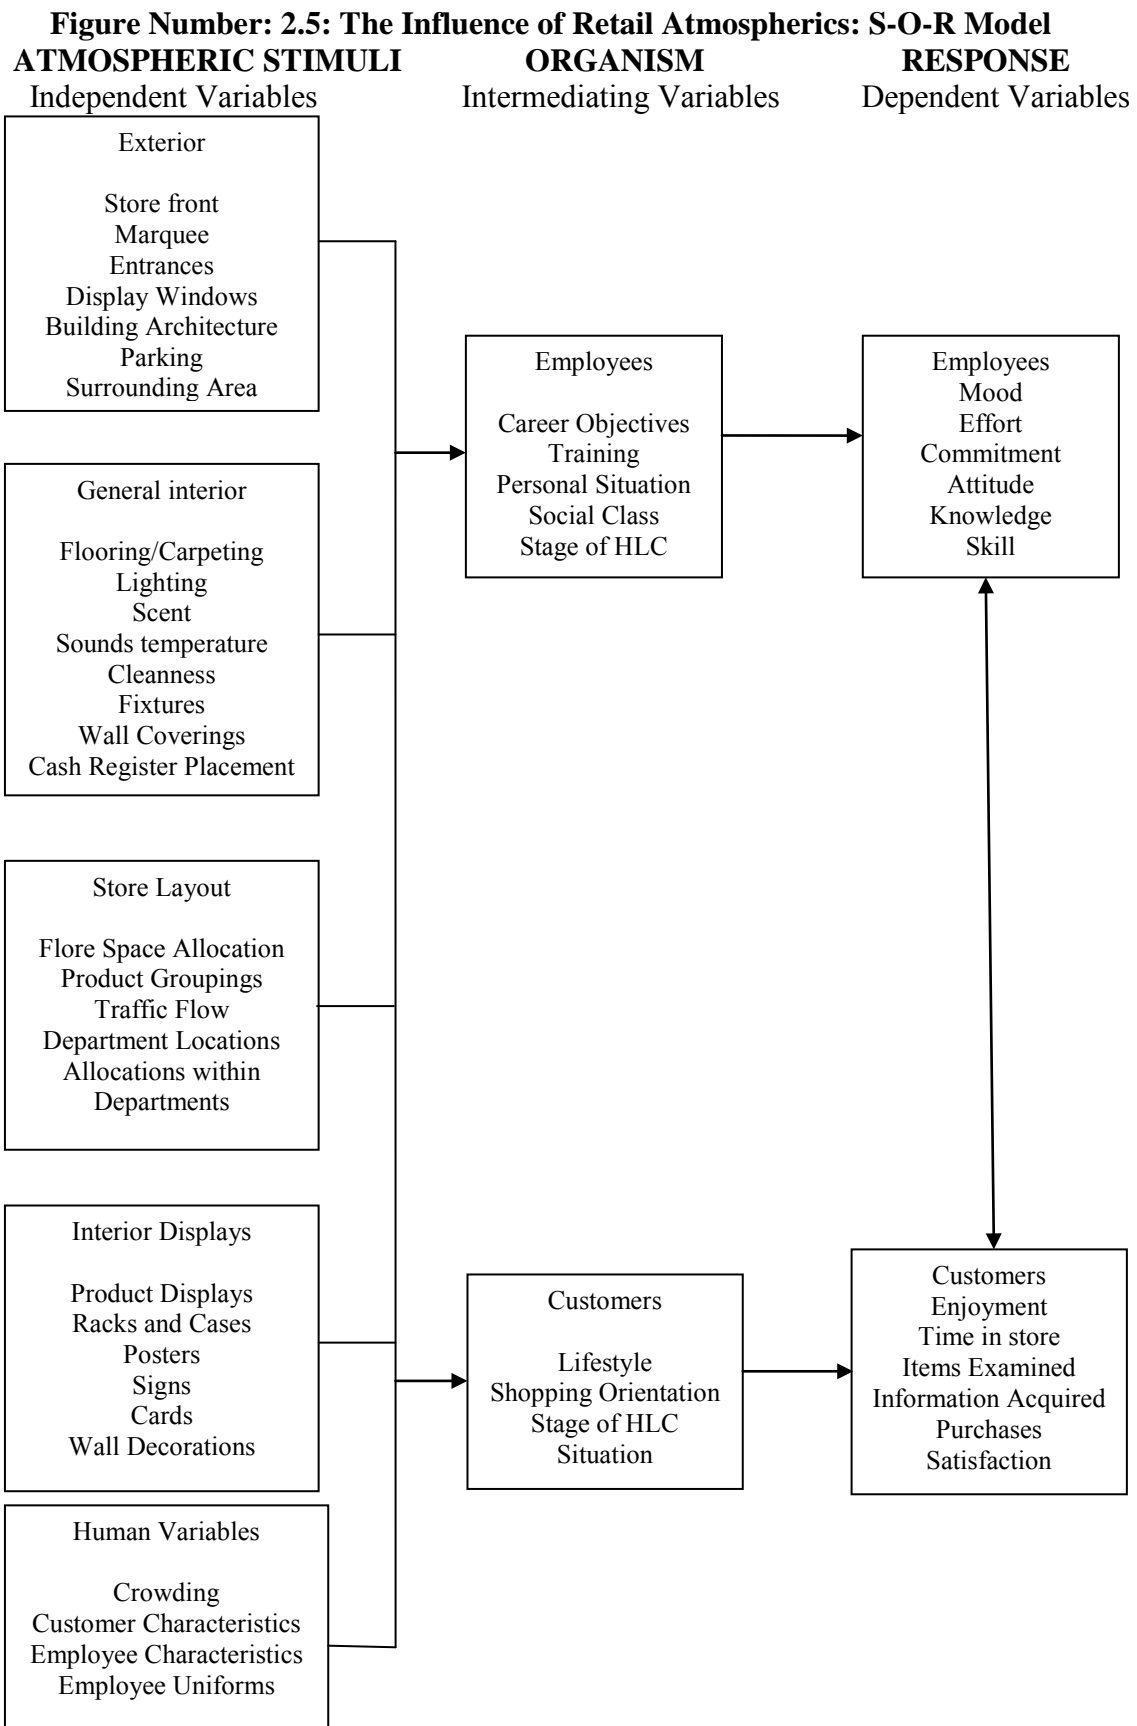 Figure Number: 2.5: The Influence of Retail Atmospherics: S-O-R Model
ATMOSPHERIC STIMULI ORGANISM RESPONSE
Independent Variables Intermediating Variables Dependent Variables
Exterior
Store front
Marquee
Entrances
Display Windows
Building Architecture
Parking
Surrounding Area
General interior
Flooring/Carpeting
Lighting
Scent
Sounds temperature
Cleanness
Fixtures
Wall Coverings
Cash Register Placement
Store Layout
Flore Space Allocation
Product Groupings
Traffic Flow
Department Locations
Allocations within
Departments
Interior Displays
Product Displays
Racks and Cases
Posters
Signs
Cards
Wall Decorations
Human Variables
Crowding
Customer Characteristics
Employee Characteristics
Employee Uniforms
Employees
Career Objectives
Training
Personal Situation
Social Class
Stage of HLC
Customers
Lifestyle
Shopping Orientation
Stage of HLC
Situation
Employees
Mood
Effort
Commitment
Attitude
Knowledge
Skill
Customers
Enjoyment
Time in store
Items Examined
Information Acquired
Purchases
Satisfaction